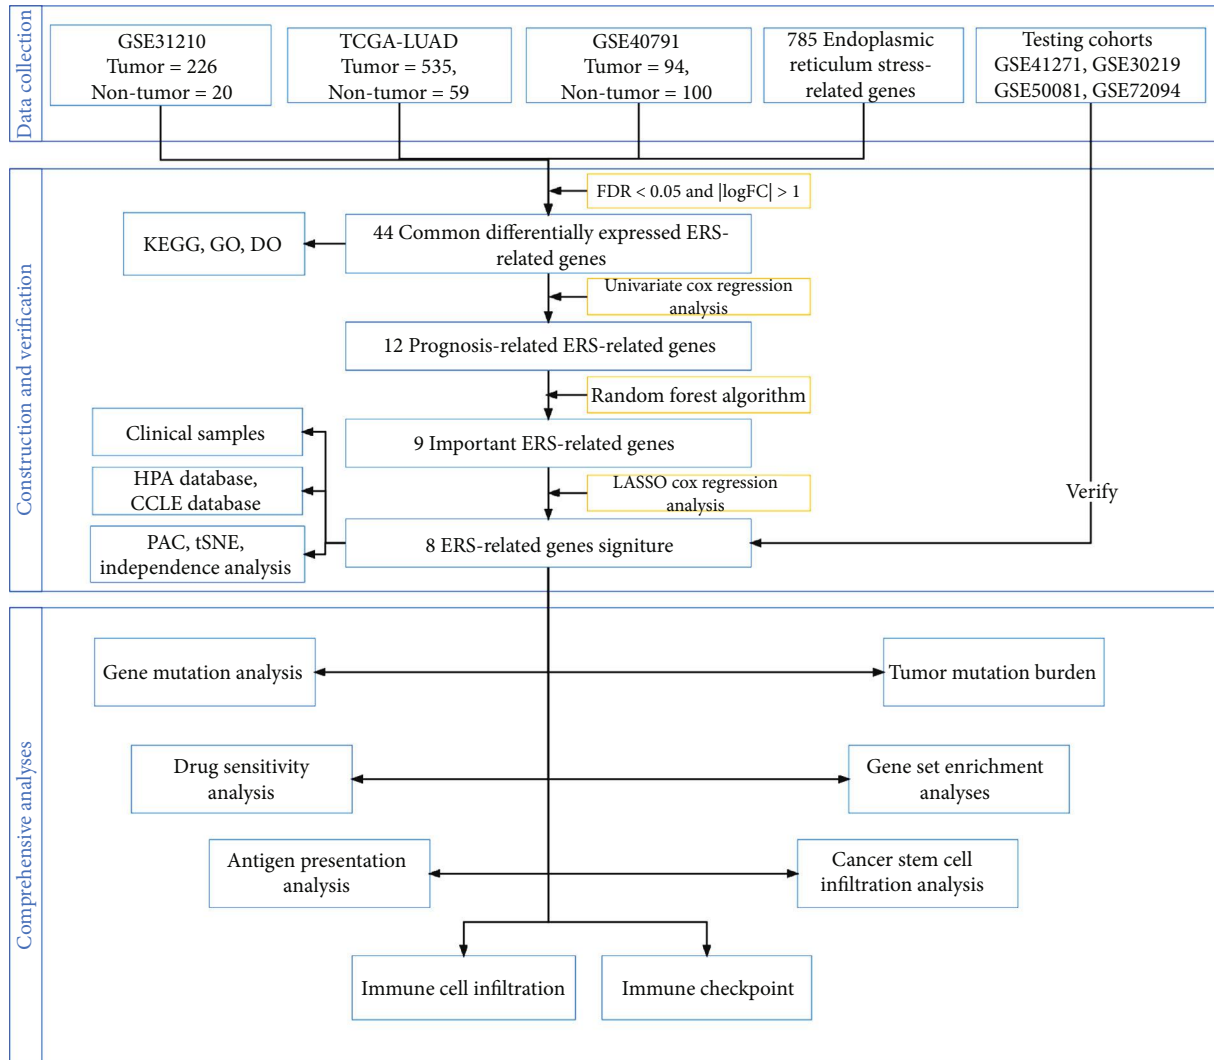 Data collection
GSE31210
Tumor = 226
Non-tumor = 20
TCGA-LUAD
Tumor = 535,
Non-tumor = 59
GSE40791
Tumor = 94,
Non-tumor = 100
785 Endoplasmic
reticulum stress-
related genes
Testing cohorts
GSE41271, GSE30219
GSE50081, GSE72094
Construction and verification
FDR < 0.05 and |logFC| > 1
44 Common differentially expressed ERS-
related genes
KEGG, GO, DO
Univariate cox regression
analysis
12 Prognosis-related ERS-related genes
Random forest algorithm
9 Important ERS-related genes
Clinical samples
HPA database,
CCLE database
LASSO cox regression
analysis
Verify
PAC, tSNE,
independence analysis
8 ERS-related genes signiture
Comprehensive analyses
Gene mutation analysis
Tumor mutation burden
Drug sensitivity
analysis
Gene set enrichment
analyses
Antigen presentation
analysis
Cancer stem cell
infiltration analysis
Immune cell infiltration
Immune checkpoint